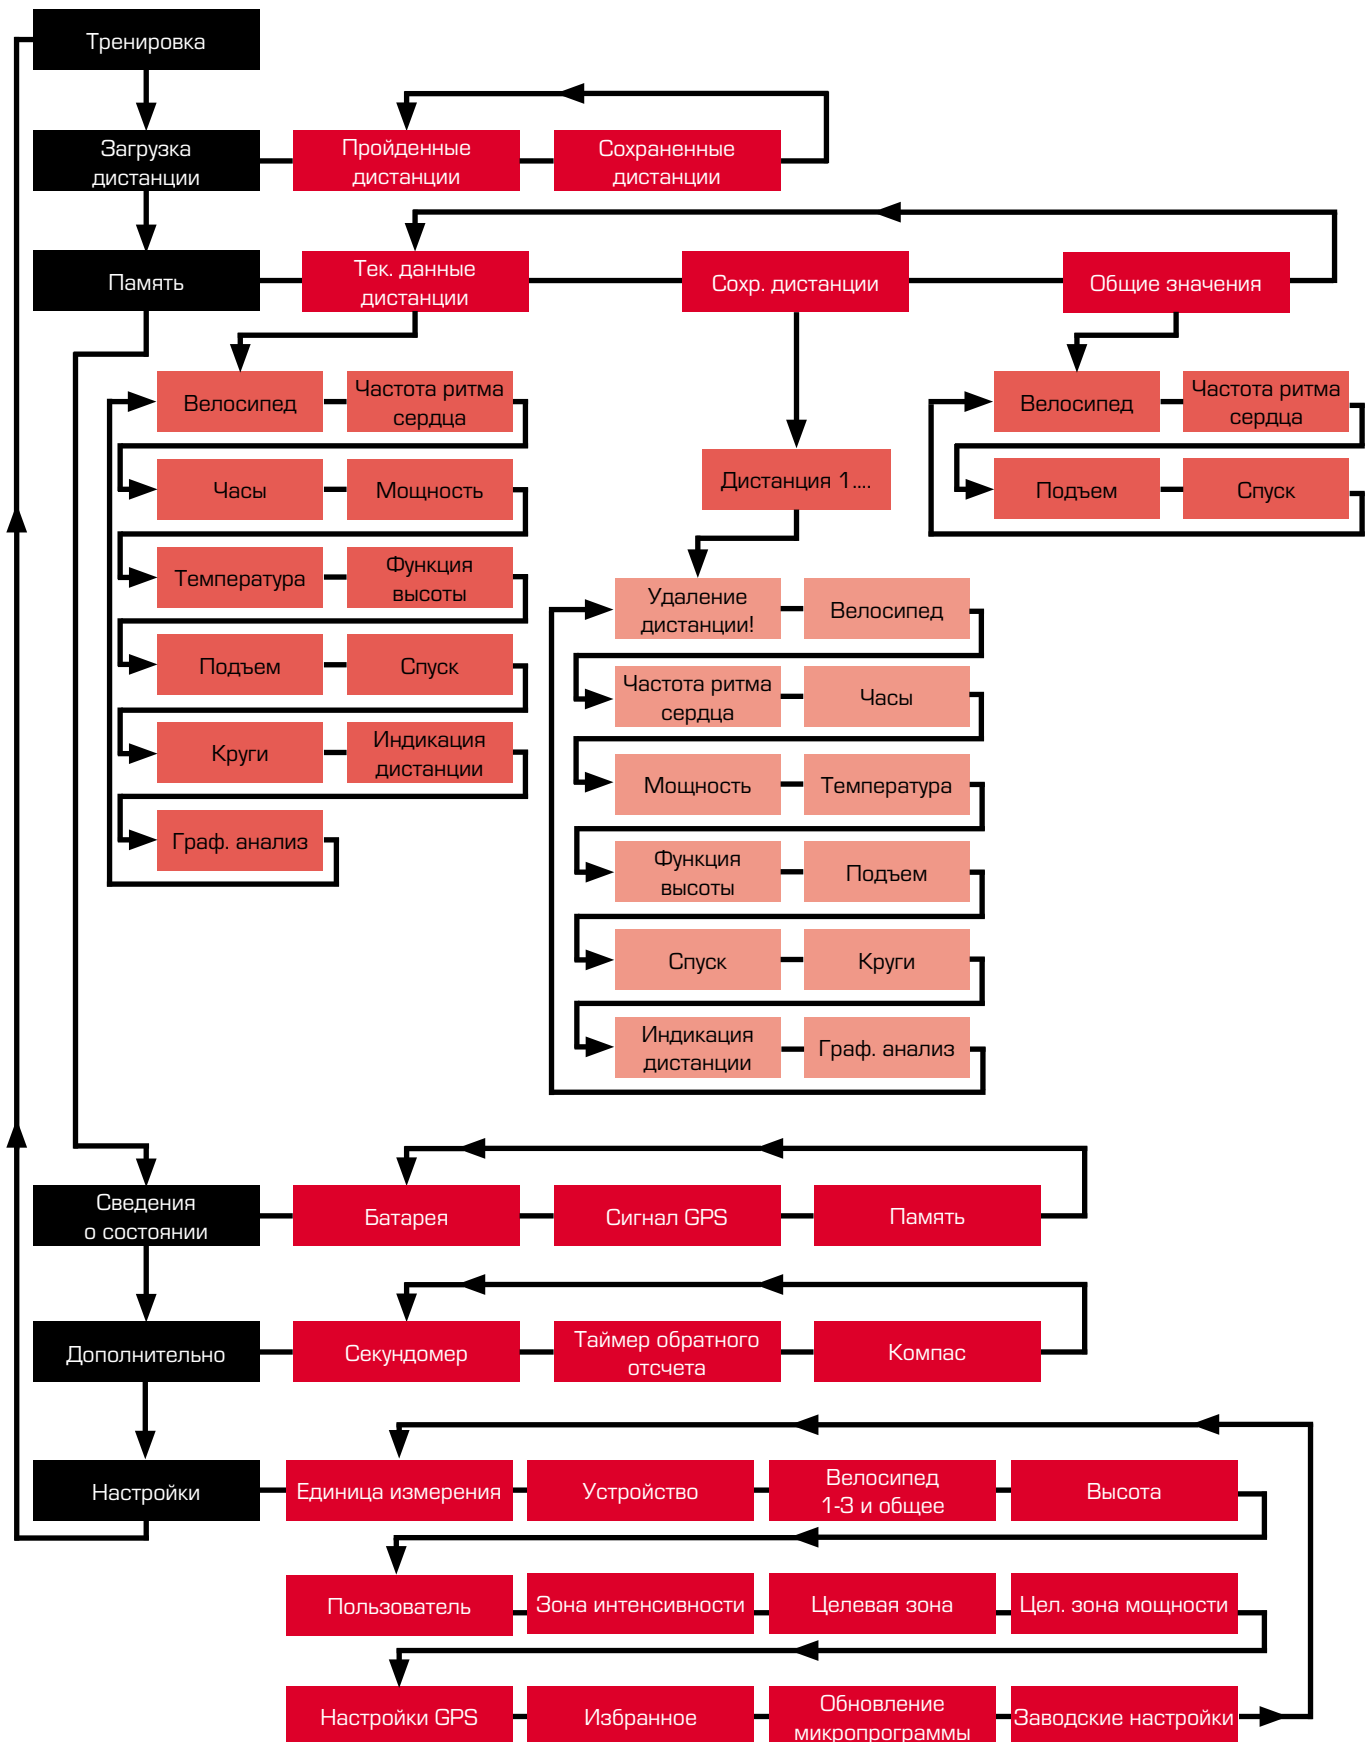 Тренировка
Загрузка
дистанции
Пройденные
дистанции
Сохраненные
дистанции
Память
Тек. данные
дистанции
Сохр. дистанции
Общие значения
Велосипед
Частота ритма
сердца
Часы
Мощность
Температура
Функция
высоты
Подъем
Спуск
Круги
Индикация
дистанции
Граф. анализ
Дистанция 1....
Удаление
дистанции!
Велосипед
Частота ритма
сердца
Часы
Мощность
Температура
Функция
высоты
Подъем
Спуск
Круги
Индикация
дистанции
Граф. анализ
Велосипед
Частота ритма
сердца
Подъем
Спуск
Сведения
о состоянии
Батарея
Сигнал GPS
Память
Дополнительно
Секундомер
Таймер обратного
отсчета
Компас
Настройки
Единица измерения
Устройство
Велосипед
1-3 и общее
Высота
Пользователь
Зона интенсивности
Целевая зона
Цел. зона мощности
Настройки GPS
Избранное
Обновление
микропрограммы
Заводские настройки